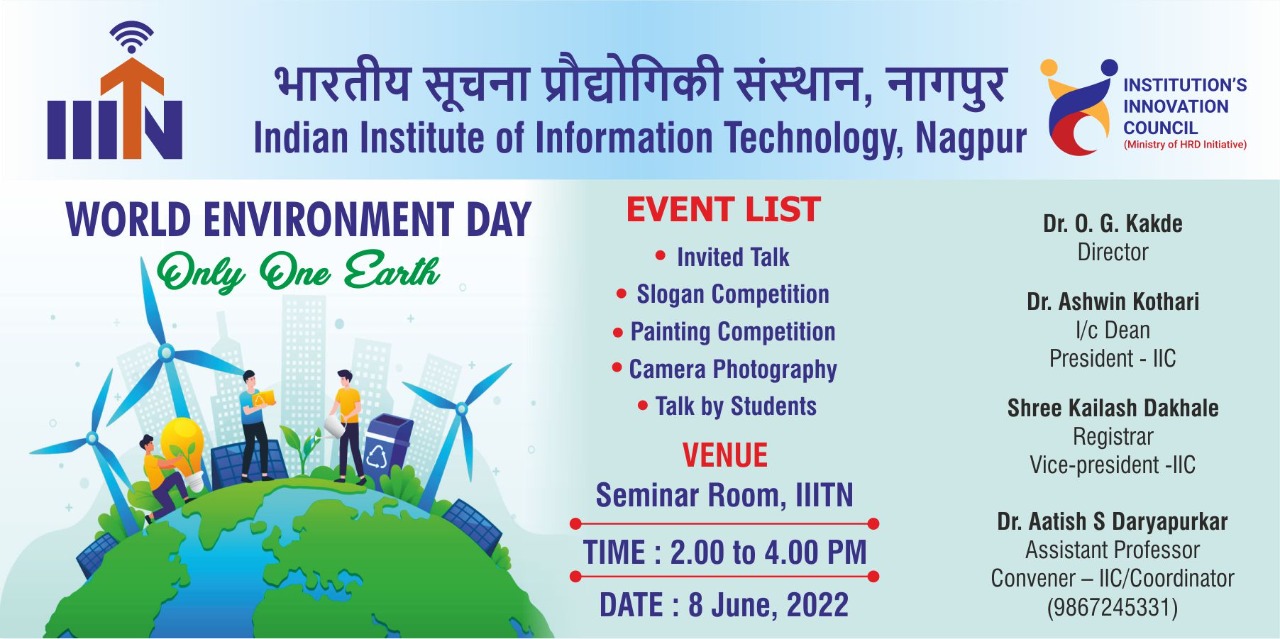 IIITN
भारतीय सूचना प्रौद्योगिकी संस्थान, नागपुर
Indian Institute of Information Technology, Nagpur
INSTITUTION'S
INNOVATION
COUNCIL
(Ministry of HRD Initiative)
WORLD ENVIRONMENT DAY
Only One Earth
EVENT LIST
• Invited Talk
• Slogan Competition
• Painting Competition
• Camera Photography
• Talk by Students
VENUE
Seminar Room, IIITN
TIME : 2.00 to 4.00 PM
DATE : 8 June, 2022
Dr. O. G. Kakde
Director
Dr. Ashwin Kothari
I/c Dean
President - IIC
Shree Kailash Dakhale
Registrar
Vice-president -IIC
Dr. Aatish S Daryapurkar
Assistant Professor
Convener – IIC/Coordinator
(9867245331)